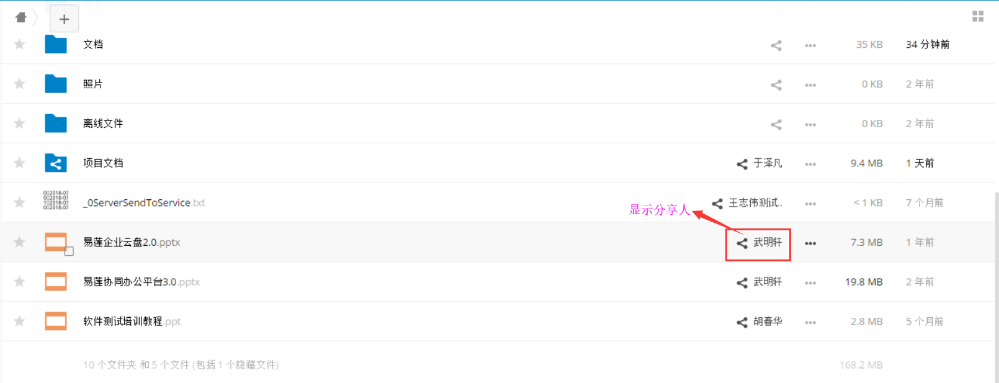 文档 35 KB 34 分钟前
照片 0 KB 2 年前
离线文件 0 KB 2 年前
项目文档 于泽凡 9.4 MB 1 天前
_0ServerSendToService.txt 王志伟测试.. < 1 KB 7 个月前
显示分享人
易莲企业云盘2.0.pptx 武明轩 7.3 MB 1 年前
易莲协同办公平台3.0.pptx 武明轩 19.8 MB 2 年前
软件测试培训教程.ppt 胡春华 2.8 MB 5 个月前
10 个文件夹 和 5 个文件 (包括 1 个隐藏文件) 168.2 MB